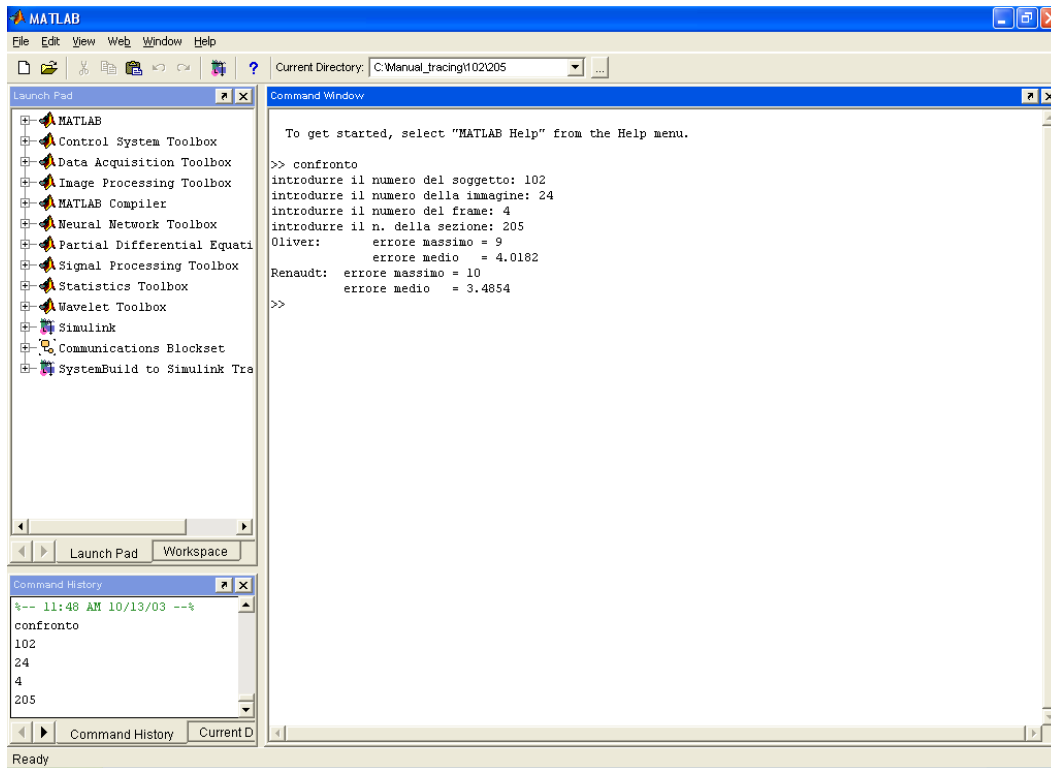 MATLAB
File Edit View Web Window Help
? Current Directory: C:\Manual_tracing\102\205 ...
Launch Pad
MATLAB
Control System Toolbox
Data Acquisition Toolbox
Image Processing Toolbox
MATLAB Compiler
Neural Network Toolbox
Partial Differential Equati
Signal Processing Toolbox
Statistics Toolbox
Wavelet Toolbox
Simulink
Communications Blockset
SystemBuild to Simulink Tra
Launch Pad Workspace
Command History
%-- 11:48 AM 10/13/03 --%
confronto
102
24
4
205
Command History Current D
Command Window
To get started, select "MATLAB Help" from the Help menu.
>> confronto
introdurre il numero del soggetto: 102
introdurre il numero della immagine: 24
introdurre il numero del frame: 4
introdurre il n. della sezione: 205
Oliver: errore massimo = 9
errore medio = 4.0182
Renaudt: errore massimo = 10
errore medio = 3.4854
>>
Ready